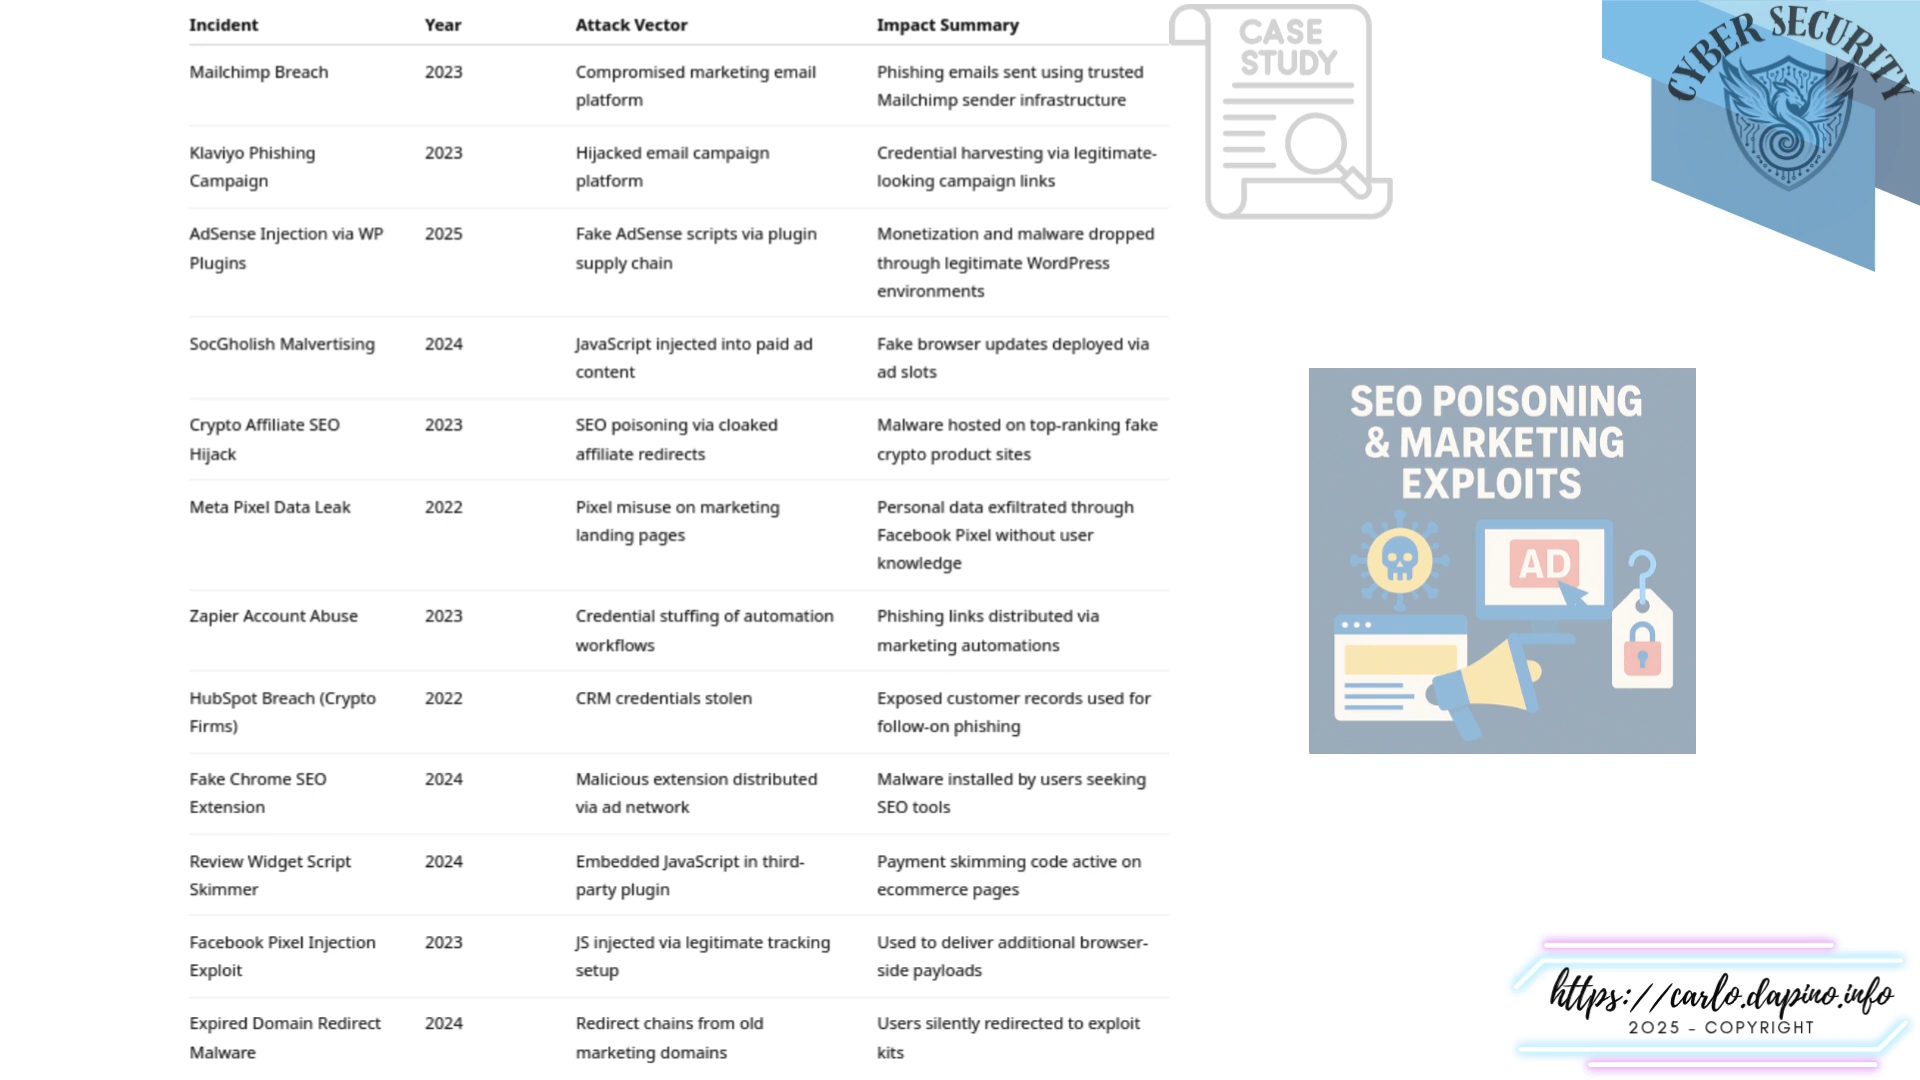 Incident Year Attack Vector Impact Summary
Mailchimp Breach 2023 Compromised marketing email Phishing emails sent using trusted
platform Mailchimp sender infrastructure
Klaviyo Phishing 2023 Hijacked email campaign Credential harvesting via legitimate-
Campaign platform looking campaign links
AdSense Injection via WP 2025 Fake AdSense scripts via plugin Monetization and malware dropped
Plugins supply chain through legitimate WordPress
environments
SocGholish Malvertising 2024 JavaScript injected into paid ad Fake browser updates deployed via
content ad slots
Crypto Affiliate SEO 2023 SEO poisoning via cloaked Malware hosted on top-ranking fake
Hijack affiliate redirects crypto product sites
Meta Pixel Data Leak 2022 Pixel misuse on marketing Personal data exfiltrated through
landing pages Facebook Pixel without user
knowledge
Zapier Account Abuse 2023 Credential stuffing of automation Phishing links distributed via
workflows marketing automations
HubSpot Breach (Crypto 2022 CRM credentials stolen Exposed customer records used for
Firms) follow-on phishing
Fake Chrome SEO 2024 Malicious extension distributed Malware installed by users seeking
Extension via ad network SEO tools
Review Widget Script 2024 Embedded JavaScript in third- Payment skimming code active on
Skimmer party plugin ecommerce pages
Facebook Pixel Injection 2023 JS injected via legitimate tracking Used to deliver additional browser-
Exploit setup side payloads
Expired Domain Redirect 2024 Redirect chains from old Users silently redirected to exploit
Malware marketing domains kits
CASE
STUDY
CYBER SECURITY
SEO POISONING
& MARKETING
EXPLOITS
AD
https://carlo.dapino.info
2025 - COPYRIGHT